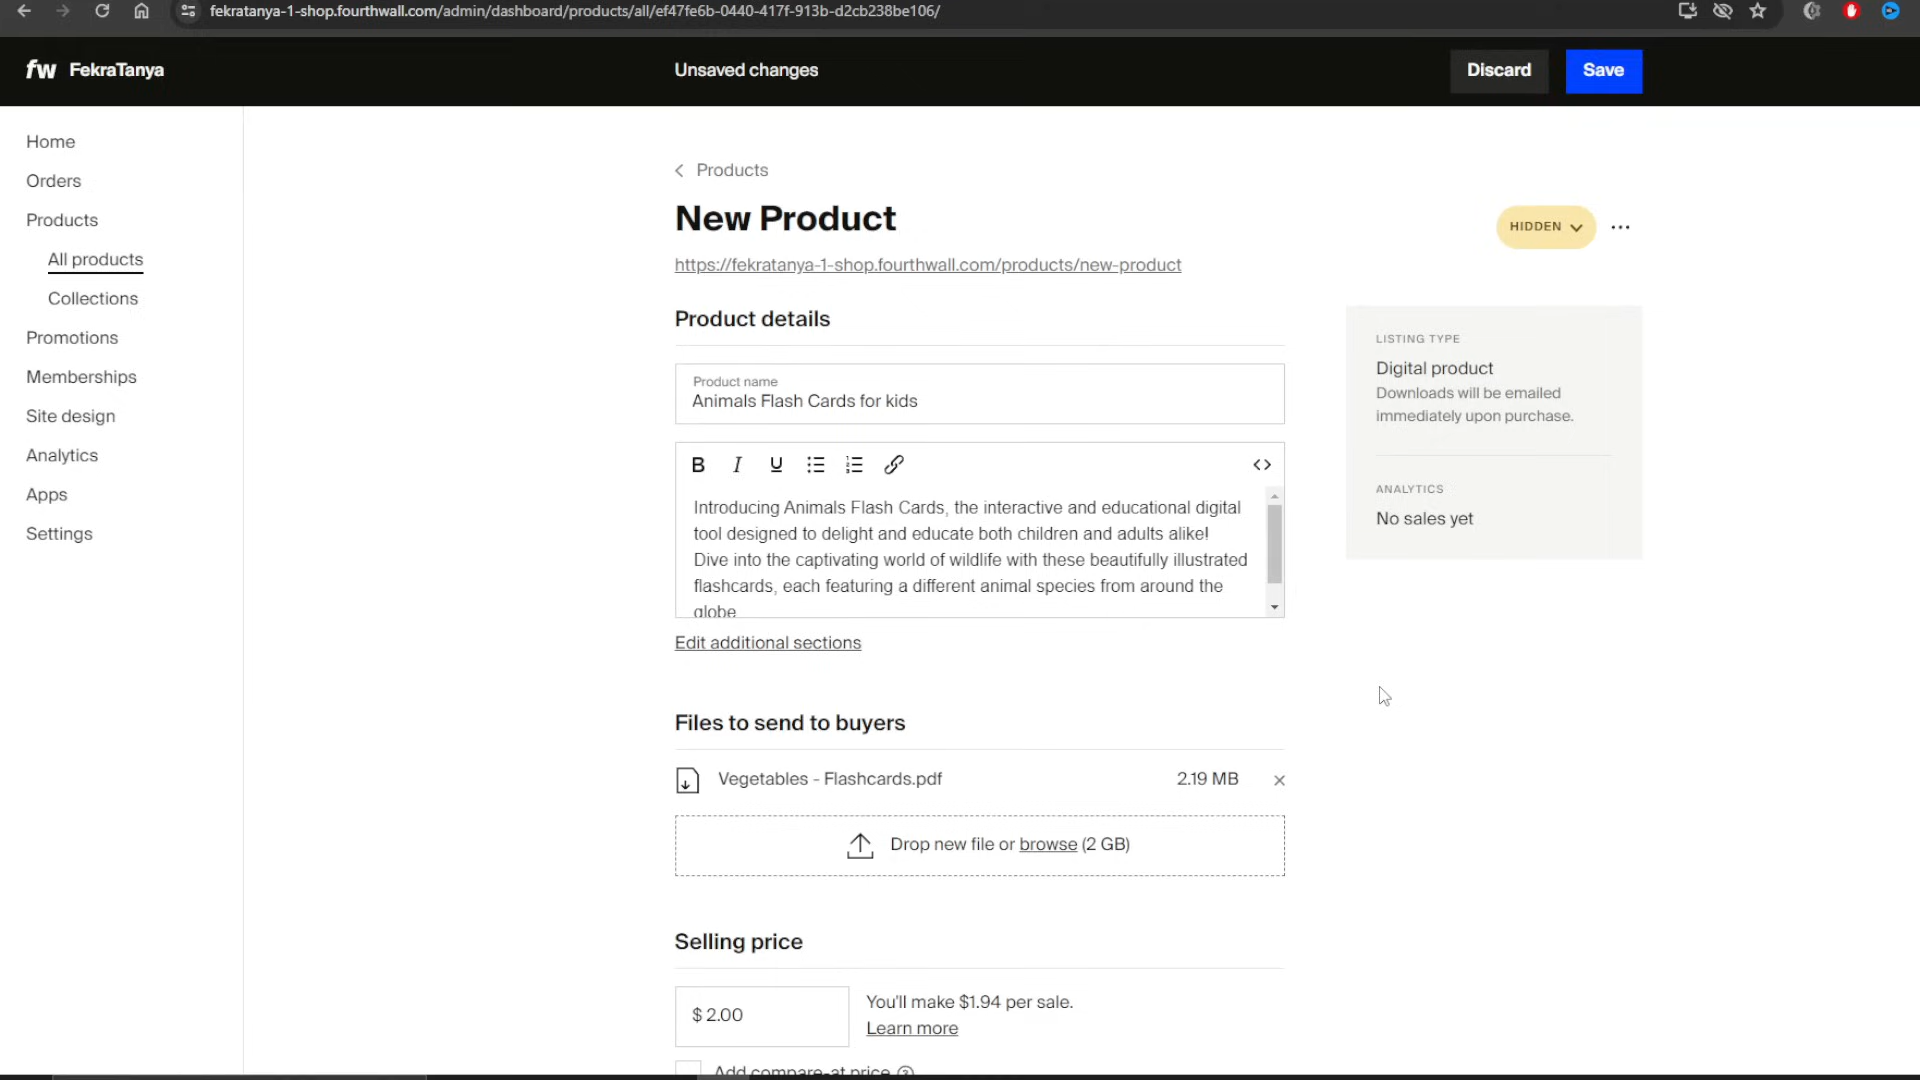 fekratanya-1-shop.fourthwall.com/admin/dashboard/products/all/ef47fe6b-0440-417f-913b-d2cb238be106/
fw FekraTanya
Unsaved changes
Discard
Save
Home
Orders
Products
All products
Collections
Promotions
Memberships
Site design
Analytics
Apps
Settings
Products
New Product
HIDDEN
https://fekratanya-1-shop.fourthwall.com/products/new-product
Product details
Product name
Animals Flash Cards for kids
B I U
Introducing Animals Flash Cards, the interactive and educational digital
tool designed to delight and educate both children and adults alike!
Dive into the captivating world of wildlife with these beautifully illustrated
flashcards, each featuring a different animal species from around the
globe
Edit additional sections
LISTING TYPE
Digital product
Downloads will be emailed
immediately upon purchase.
ANALYTICS
No sales yet
Files to send to buyers
Vegetables - Flashcards.pdf 2.19 MB
Drop new file or browse (2 GB)
Selling price
$ 2.00
You'll make $1.94 per sale.
Learn more
Add compare-at price